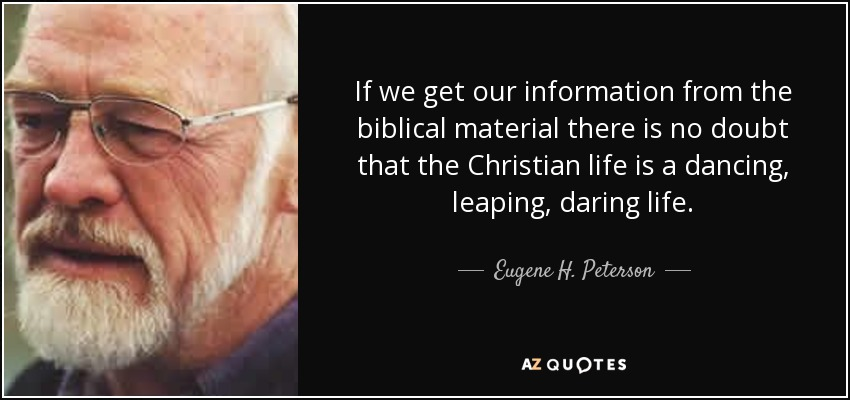 If we get our information from the
biblical material there is no doubt
that the Christian life is a dancing,
leaping, daring life.
Eugene H. Peterson
AZ QUOTES